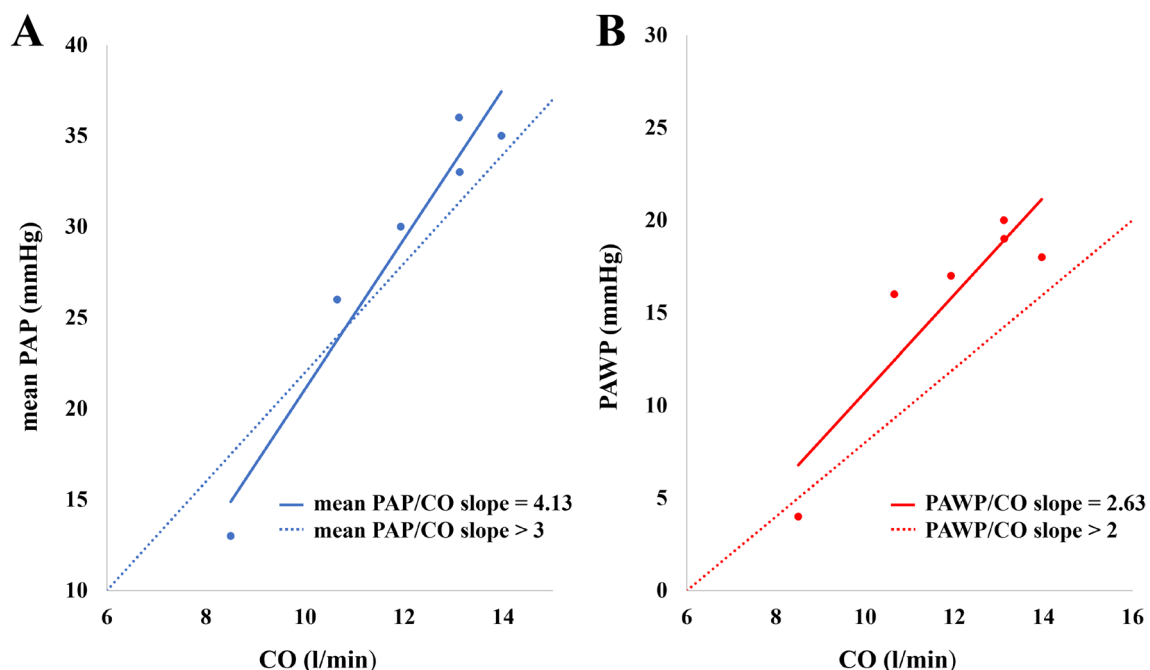 A
mean PAP (mmHg)
40
35
30
25
20
15
10
mean PAP/CO slope = 4.13
mean PAP/CO slope > 3
6
8
10
12
14
CO (l/min)
B
PAWP (mmHg)
30
25
20
15
10
5
0
PAWP/CO slope = 2.63
PAWP/CO slope > 2
6
8
10
12
14
16
CO (l/min)